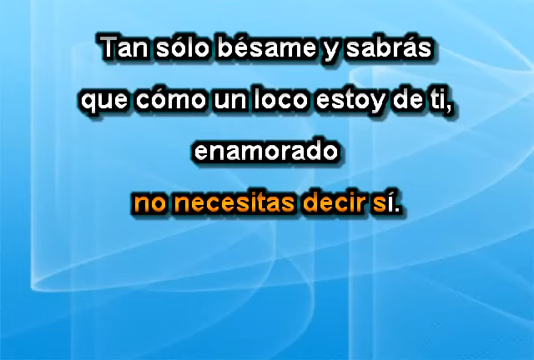 Tan sólo bésame y sabrás
que cómo un loco estoy de ti,
enamorado
no necesitas decir sí.